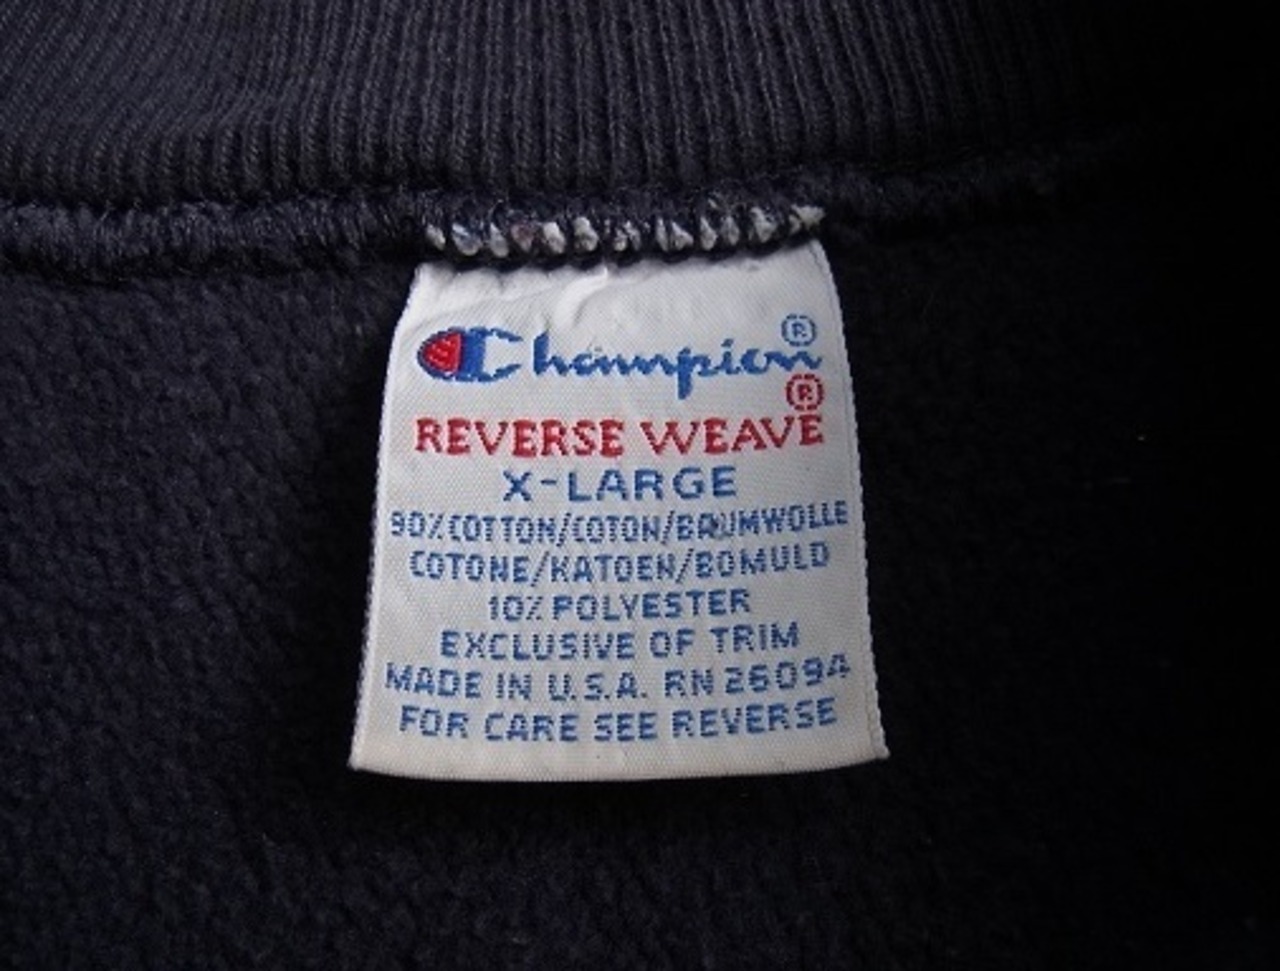 Champion®
REVERSE WEAVE®
X-LARGE
90% COTTON/COTON/BAUMWOLLE
COTONE/KATOEN/BOMULD
10% POLYESTER
EXCLUSIVE OF TRIM
MADE IN U.S.A. RN 26094
FOR CARE SEE REVERSE